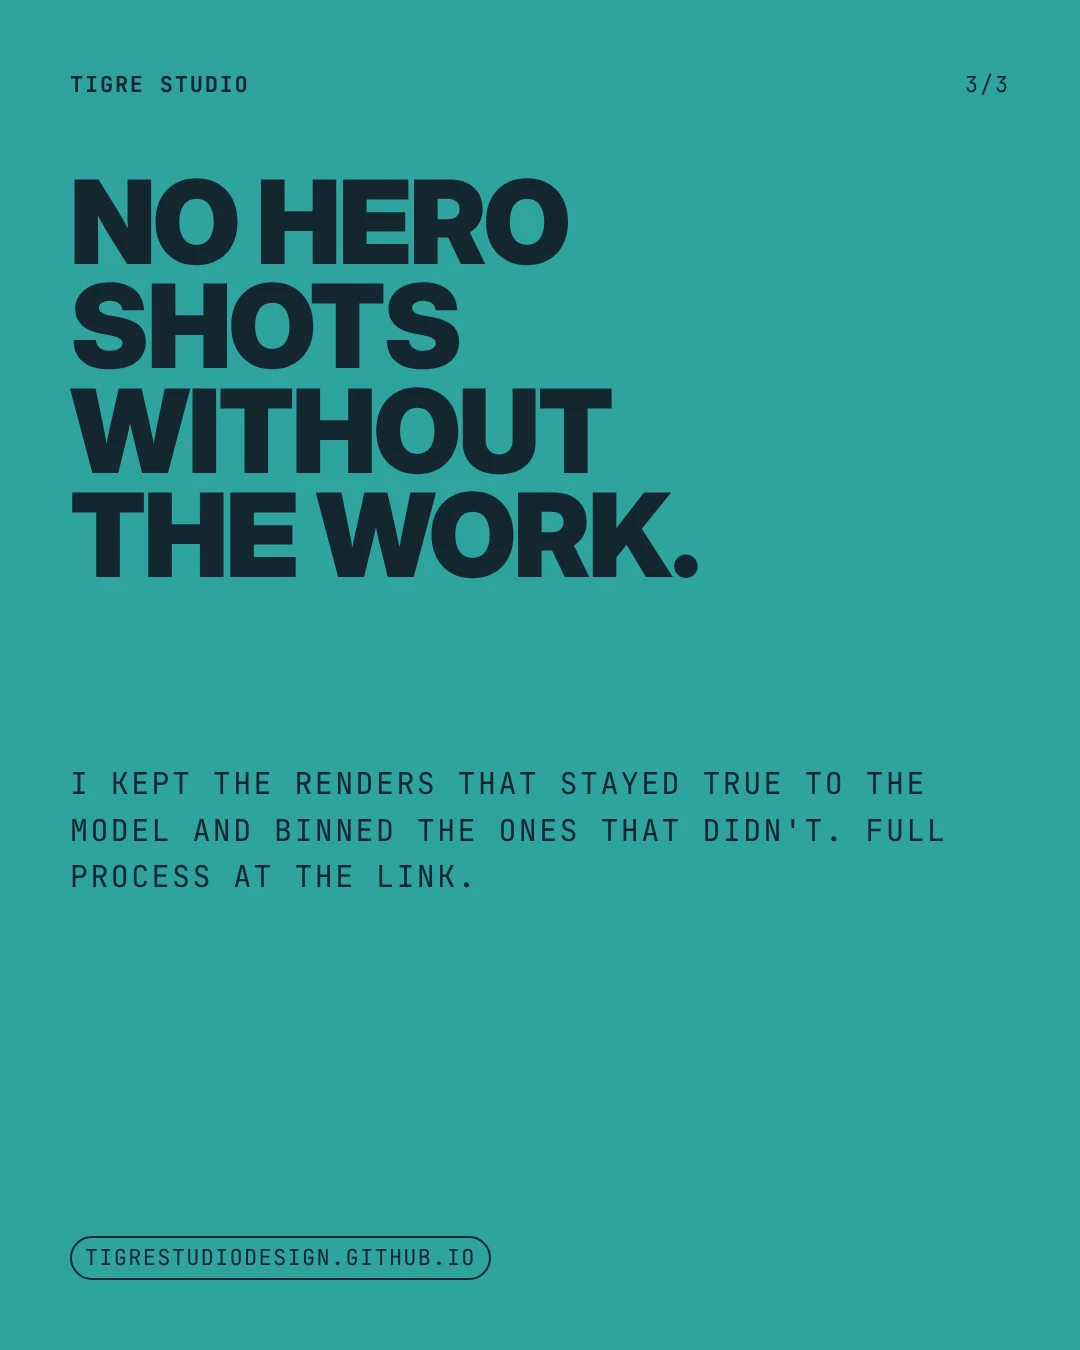 TIGRE STUDIO
3/3
NO HERO
SHOTS
WITHOUT
THE WORK.
I KEPT THE RENDERS THAT STAYED TRUE TO THE
MODEL AND BINNED THE ONES THAT DIDN'T. FULL
PROCESS AT THE LINK.
TIGRESTUDIODESIGN.GITHUB.IO